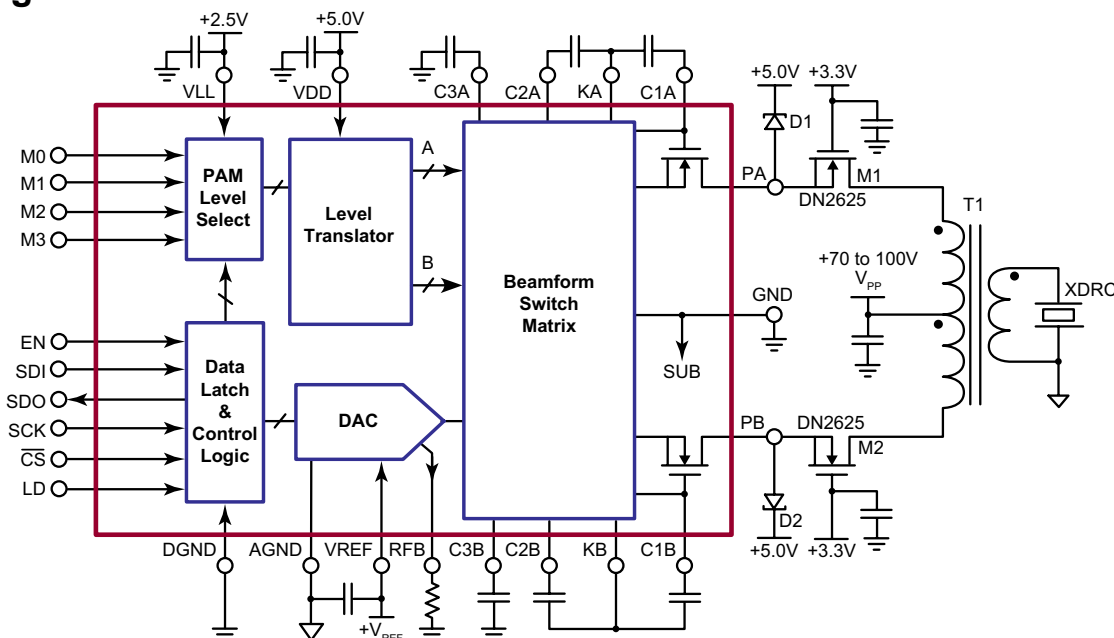 +2.5V
+5.0V
VLL
VDD
C3A
C2A
KA
C1A
+5.0V
+3.3V
D1
M0
M1
M2
M3
PAM
Level
Select
Level
Translator
A
B
Beamform
Switch
Matrix
PA
M1
DN2625
T1
+70 to 100V
VPP
XDRC
GND
SUB
EN
SDI
SDO
SCK
CS
LD
Data
Latch
&
Control
Logic
DAC
PB
DN2625
M2
D2
+5.0V
+3.3V
DGND
AGND
VREF
RFB
C3B
C2B
KB
C1B
+VREF